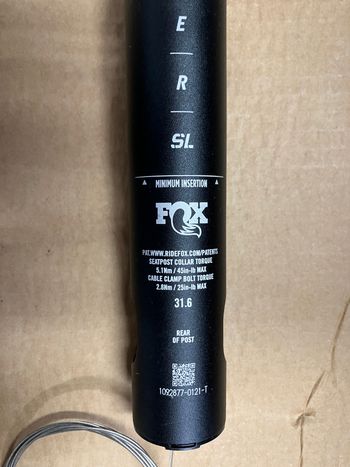 E
R
SL
MINIMUM INSERTION
FOX
PAT.WWW.RIDEFOX.COM/PATENTS
SEATPOST COLLAR TORQUE
5.1Nm / 45in-lb MAX
CABLE CLAMP BOLT TORQUE
2.8Nm / 25in-lb MAX
31.6
REAR
OF POST
1092877-0121-T